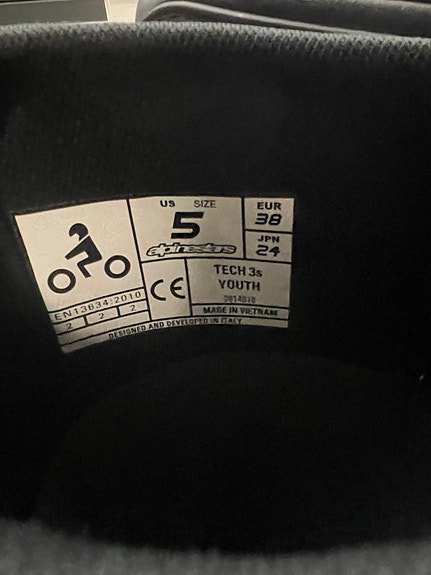 US SIZE
5
alpinestars
EUR
38
JPN
24
EN13634:2010
2 2 2
CE
TECH 3s
YOUTH
2014018
MADE IN VIETNAM
DESIGNED AND DEVELOPED IN ITALY